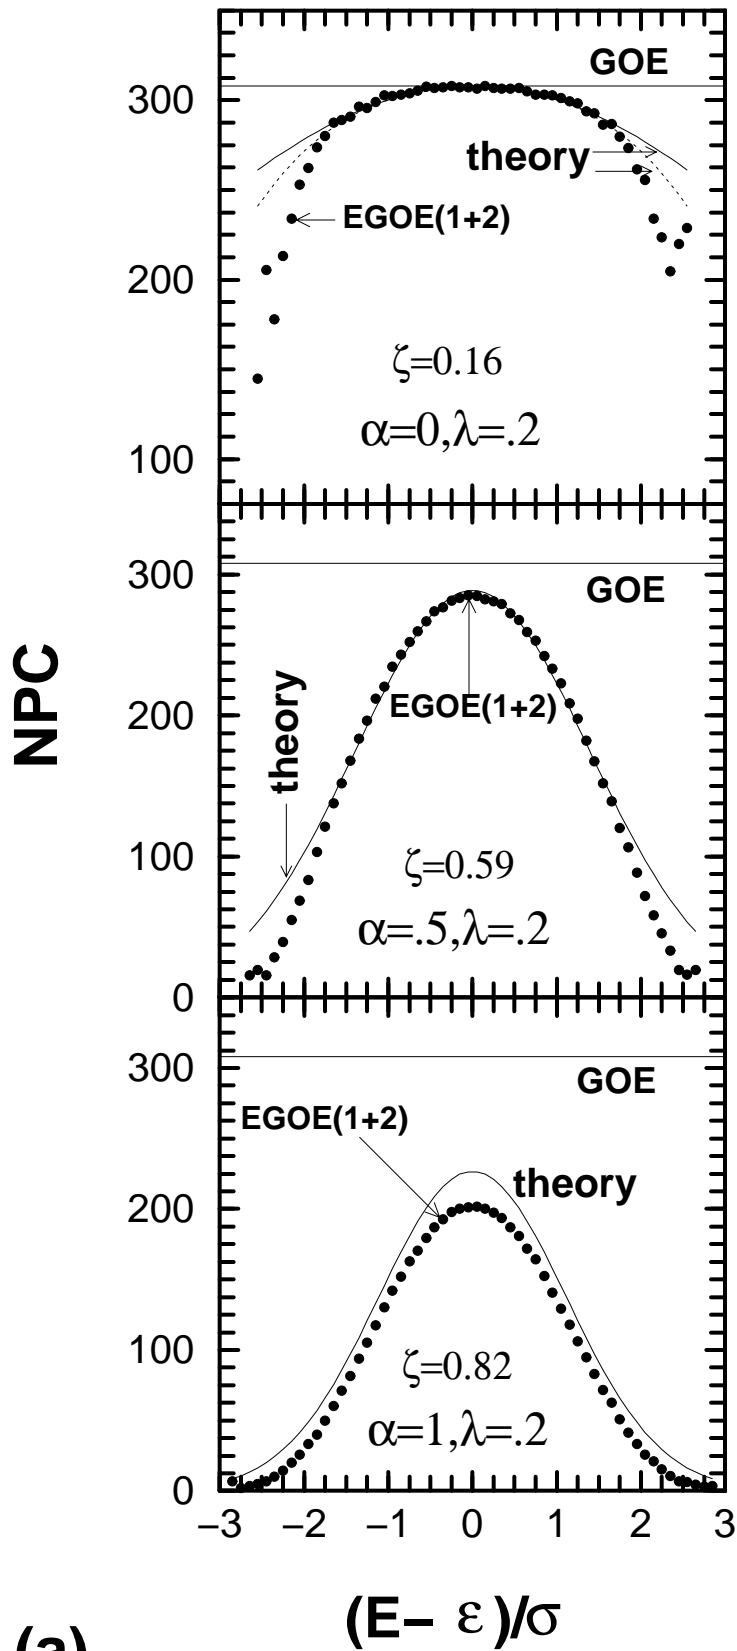 GOE
300
theory
EGOE(1+2)
200
ζ=0.16
α=0,λ=.2
100
300
GOE
NPC
200
EGOE(1+2)
theory
100
ζ=0.59
α=.5,λ=.2
0
300
GOE
EGOE(1+2)
theory
200
100
ζ=0.82
α=1,λ=.2
0
−3 −2 −1 0 1 2 3
(E− ε)/σ
(a)